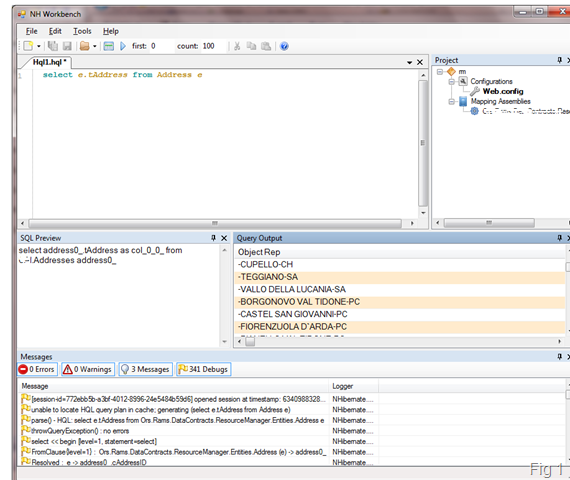 NH Workbench
File Edit Tools Help
first: 0 count: 100
Hql1.hql *
1 select e.tAddress from Address e
Project
rm
Configurations
Web.config
Mapping Assemblies
SQL Preview
select address0_.tAddress as col_0_0_ from
.Addresses address0_
Query Output
Object Rep
-CUPELLO-CH
-TEGGIANO-SA
-VALLO DELLA LUCANIA-SA
-BORGONOVO VAL TIDONE-PC
-CASTEL SAN GIOVANNI-PC
-FIORENZUOLA D'ARDA-PC
Messages
0 Errors 0 Warnings 3 Messages 341 Debugs
Message Logger
[session-id=772ebb5b-a3bf-4012-8996-24e5484b59d6] opened session at timestamp: 6340988328... NHibernate....
unable to locate HQL query plan in cache; generating (select e.tAddress from Address e) NHibernate....
parse() - HQL: select e.tAddress from Ors.Rams.DataContracts.ResourceManager.Entities.Address e NHibernate....
throwQueryException() : no errors NHibernate....
select << begin [level=1, statement=select] NHibernate....
FromClause{level=1} : Ors.Rams.DataContracts.ResourceManager.Entities.Address (e) -> address0_ NHibernate....
Resolved : e -> address0_.cAddressID NHibernate....
Fig 1